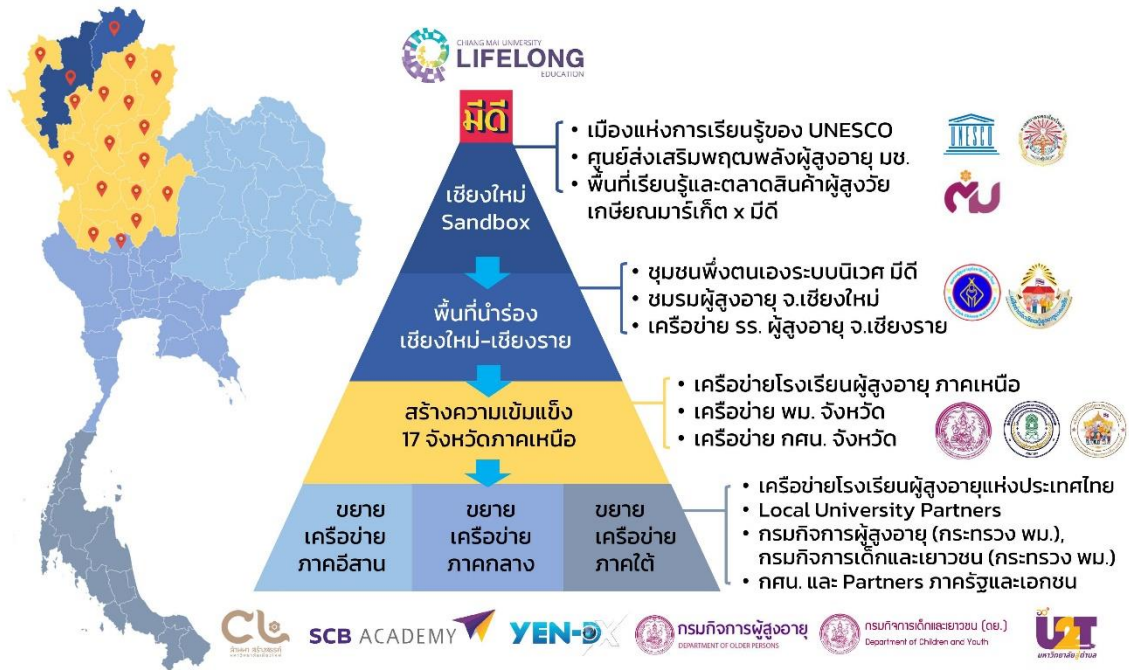 CHIANG MAI UNIVERSITY
LIFELONG
EDUCATION
มีดี
เชียงใหม่
Sandbox
• เมืองแห่งการเรียนรู้ของ UNESCO
• ศูนย์ส่งเสริมพฤฒพลังผู้สูงอายุ มช.
• พื้นที่เรียนรู้และตลาดสินค้าผู้สูงวัย
เกษียณมาร์เก็ต x มีดี
UNESCO
พื้นที่นำร่อง
เชียงใหม่-เชียงราย
• ชุมชนพึ่งตนเองระบบนิเวศ มีดี
• ชมรมผู้สูงอายุ จ.เชียงใหม่
• เครือข่าย รร. ผู้สูงอายุ จ.เชียงราย
สร้างความเข้มแข็ง
17 จังหวัดภาคเหนือ
• เครือข่ายโรงเรียนผู้สูงอายุ ภาคเหนือ
• เครือข่าย พม. จังหวัด
• เครือข่าย กศน. จังหวัด
ขยาย
เครือข่าย
ภาคอีสาน
ขยาย
เครือข่าย
ภาคกลาง
ขยาย
เครือข่าย
ภาคใต้
• เครือข่ายโรงเรียนผู้สูงอายุแห่งประเทศไทย
• Local University Partners
• กรมกิจการผู้สูงอายุ (กระทรวง พม.),
กรมกิจการเด็กและเยาวชน (กระทรวง พม.)
• กศน. และ Partners ภาครัฐและเอกชน
SCB ACADEMY
YEN-DX
กรมกิจการผู้สูงอายุ
DEPARTMENT OF OLDER PERSONS
กรมกิจการเด็กและเยาวชน (ดย.)
Department of Children and Youth
U2T
มหาวิทยาลัยสู่ตำบล